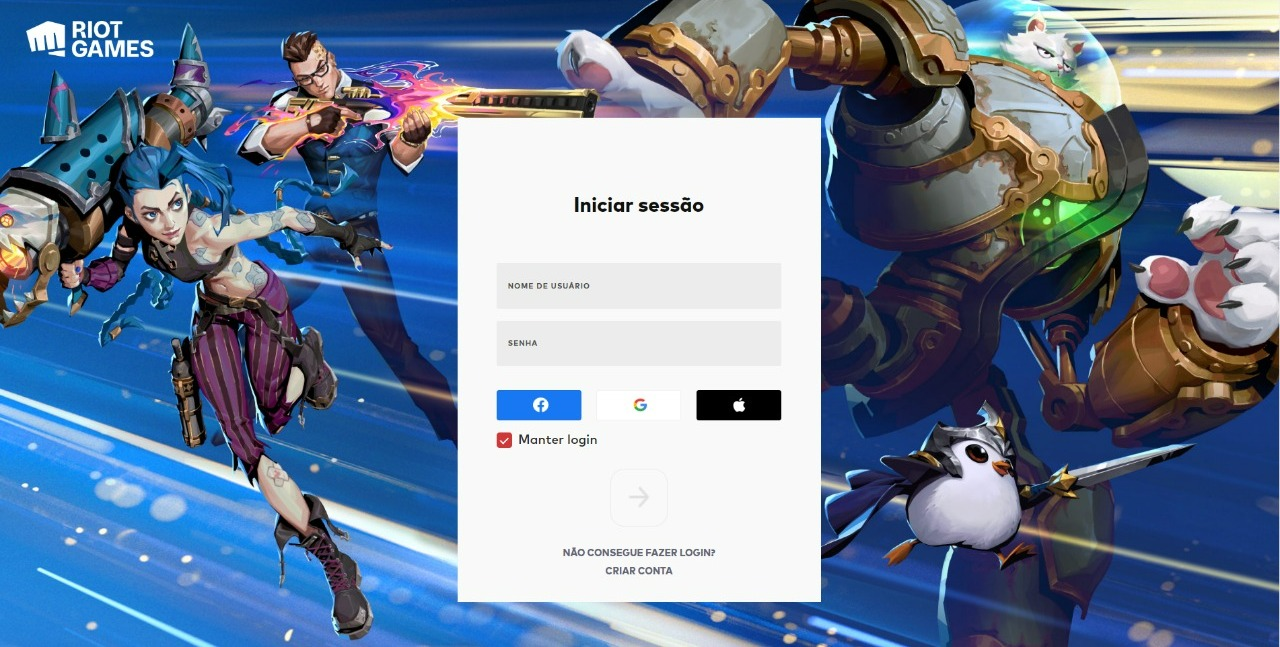 RIOT
GAMES
Iniciar sessão
NOME DE USUÁRIO
SENHA
Manter login
NÃO CONSEGUE FAZER LOGIN?
CRIAR CONTA